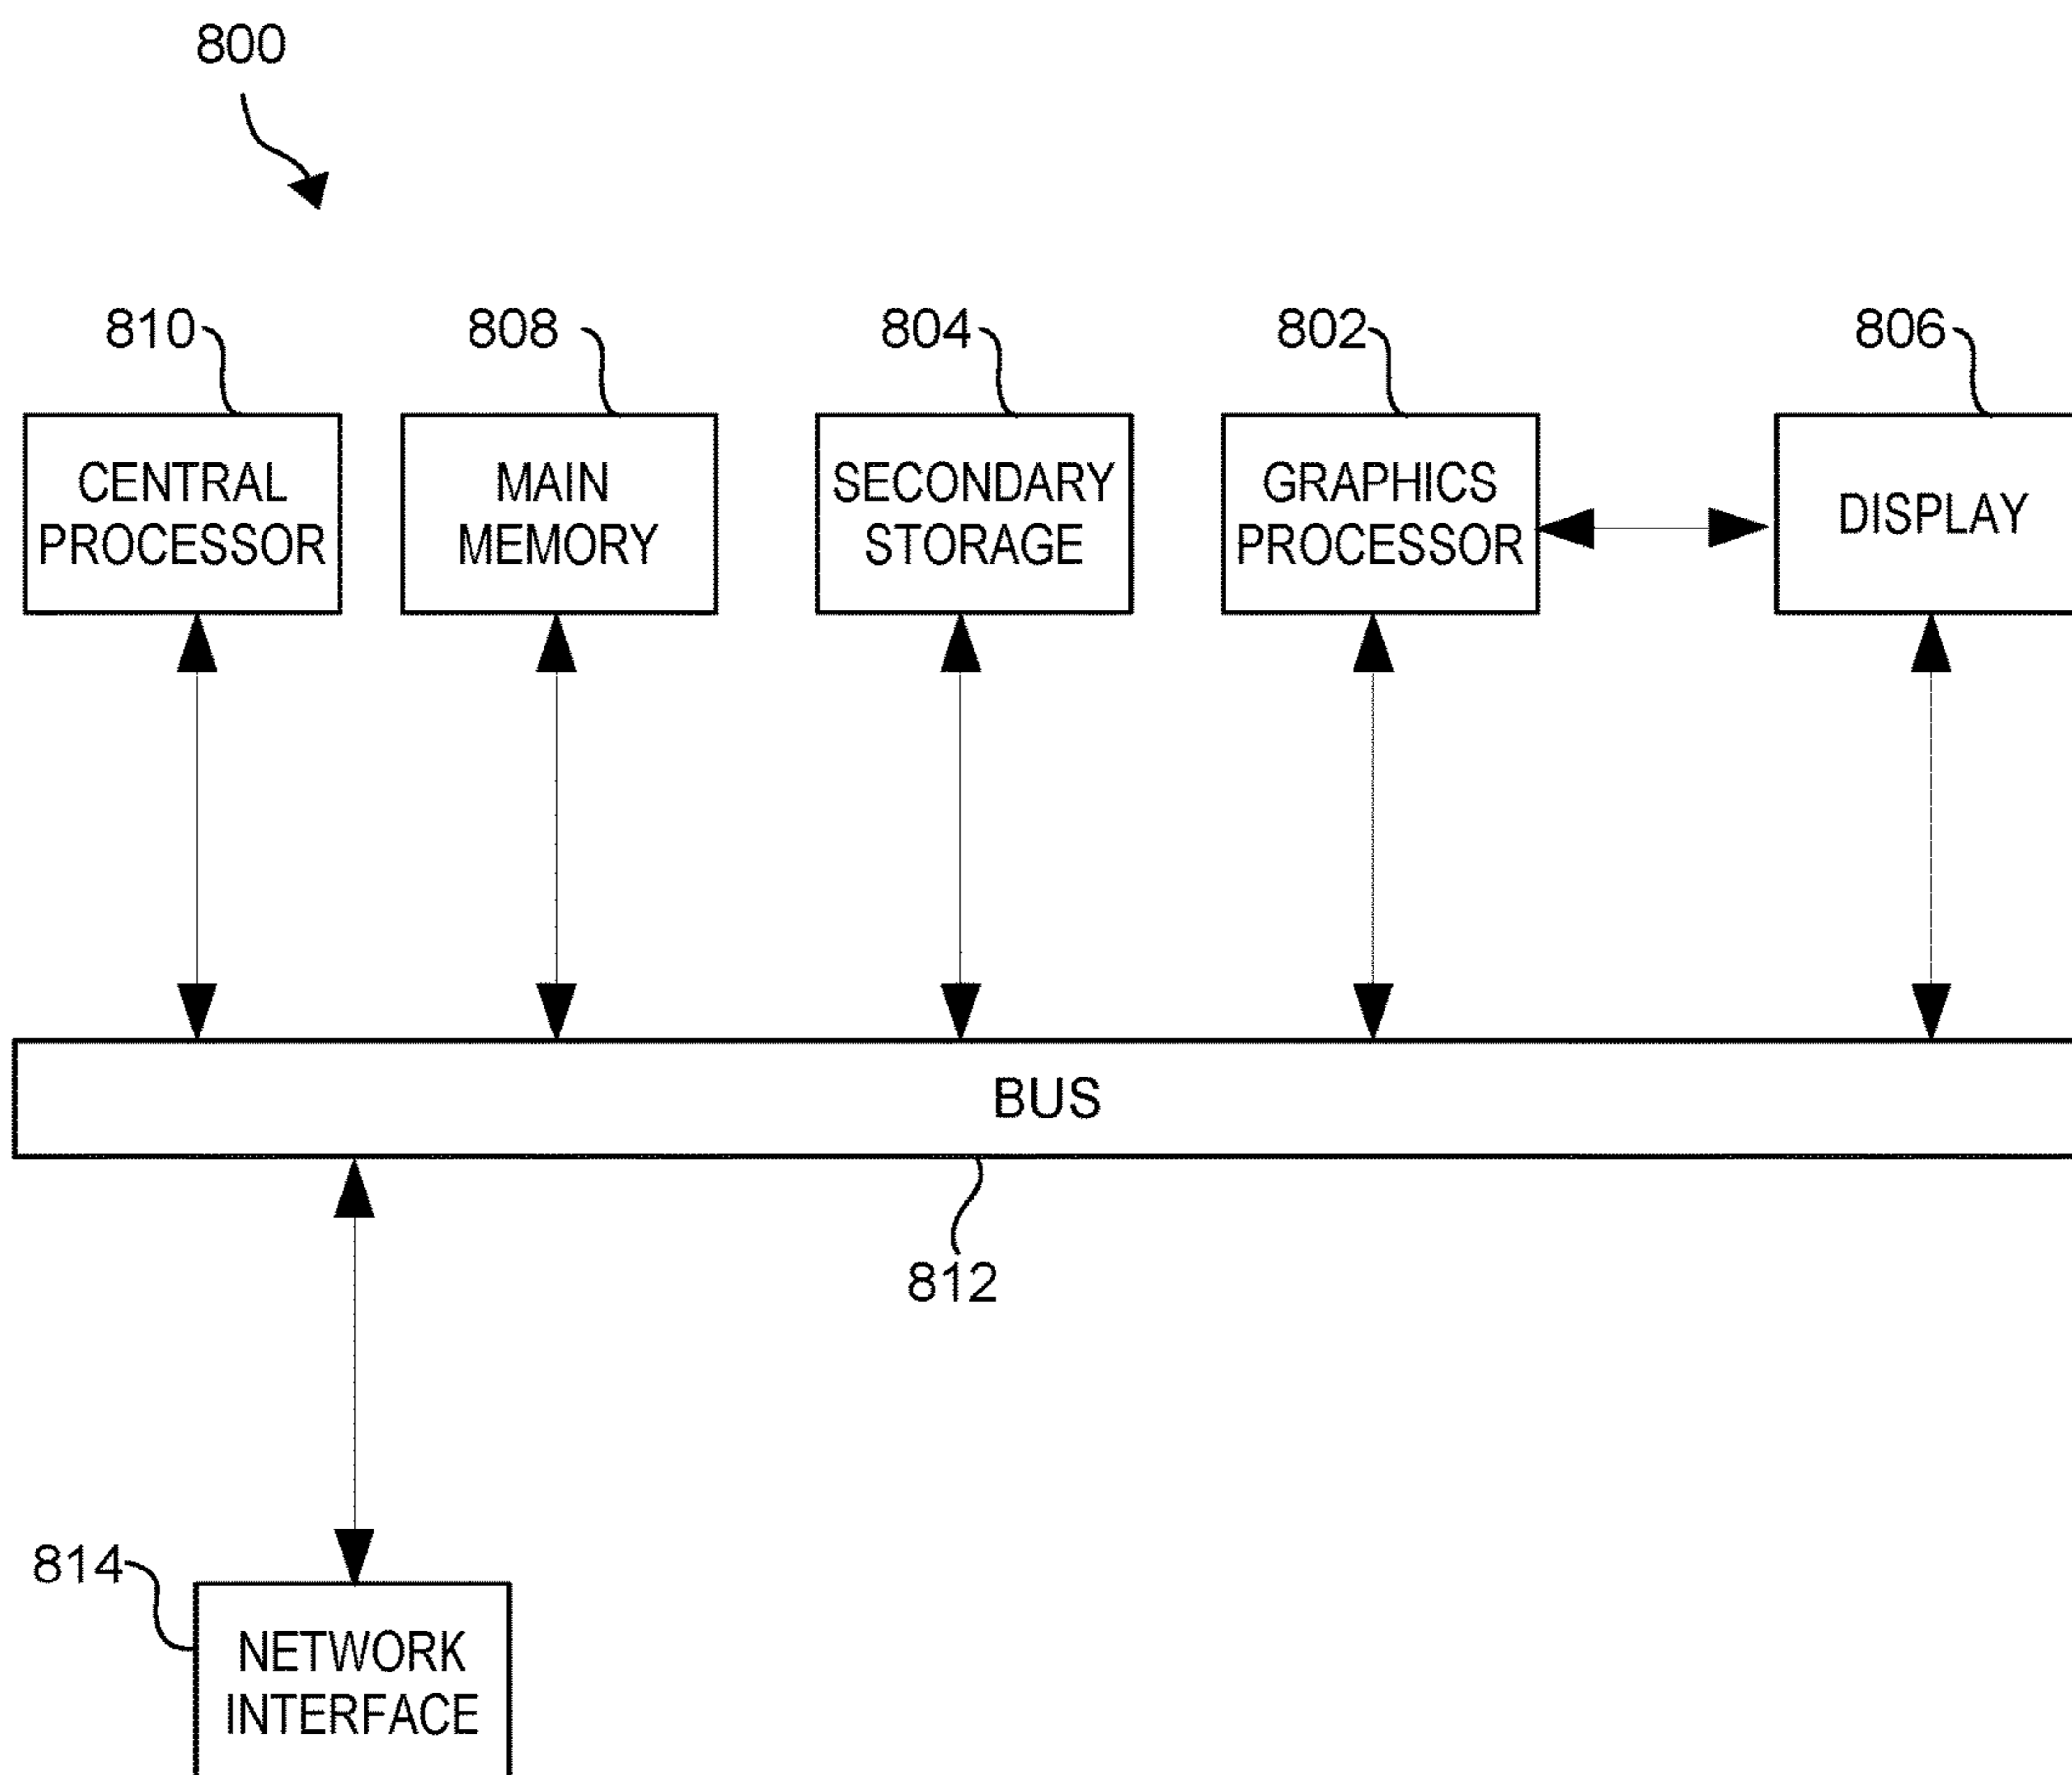 800
810
808
804
802
806
CENTRAL
PROCESSOR
MAIN
MEMORY
SECONDARY
STORAGE
GRAPHICS
PROCESSOR
DISPLAY
BUS
812
814
NETWORK
INTERFACE